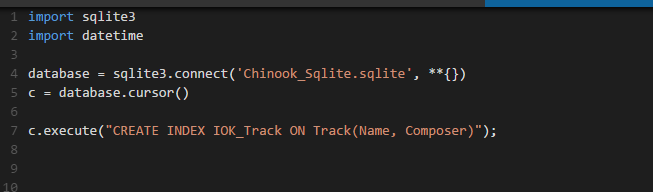 1 import sqlite3
2 import datetime
3
4 database = sqlite3.connect('Chinook_Sqlite.sqlite', **{})
5 c = database.cursor()
6
7 c.execute("CREATE INDEX IOK_Track ON Track(Name, Composer)");
8
9
10